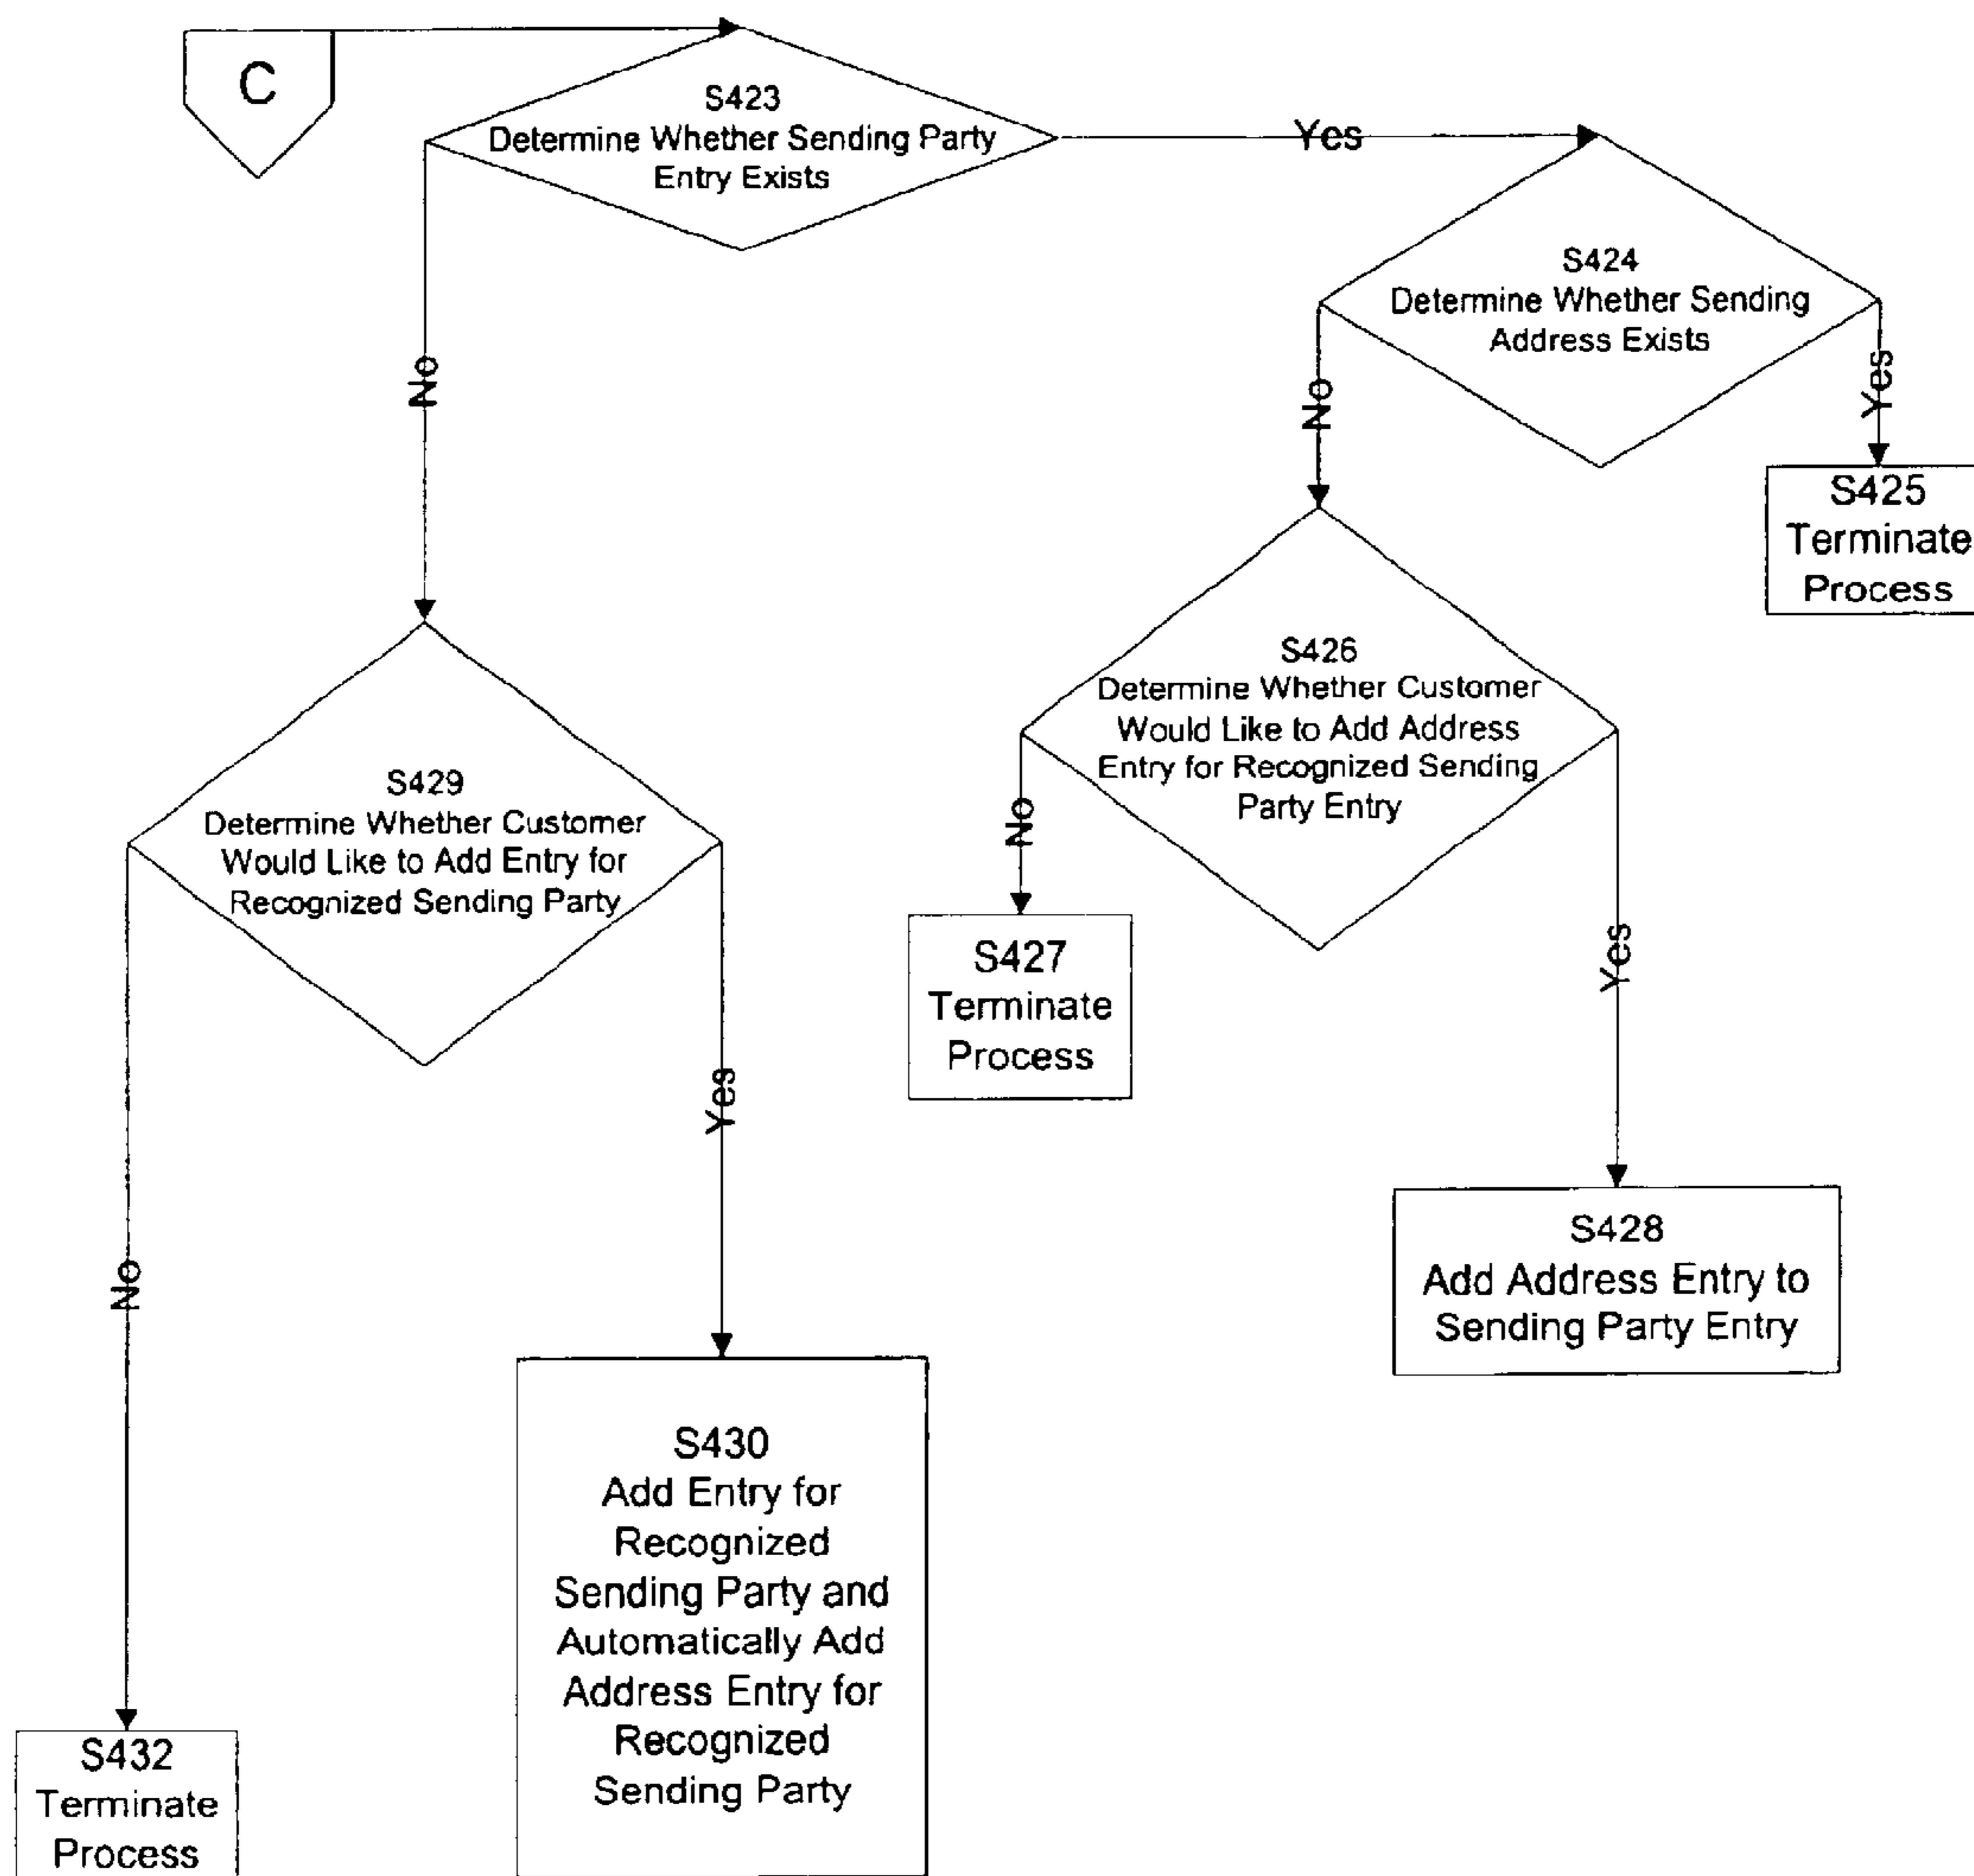 C
S423
Determine Whether Sending Party
Entry Exists
Yes
S424
Determine Whether Sending
Address Exists
No
No
Yes
S425
Terminate
Process
S426
Determine Whether Customer
Would Like to Add Address
Entry for Recognized Sending
Party Entry
S429
Determine Whether Customer
Would Like to Add Entry for
Recognized Sending Party
No
S427
Terminate
Process
Yes
Yes
S428
Add Address Entry to
Sending Party Entry
No
S430
Add Entry for
Recognized
Sending Party and
Automatically Add
Address Entry for
Recognized
Sending Party
S432
Terminate
Process